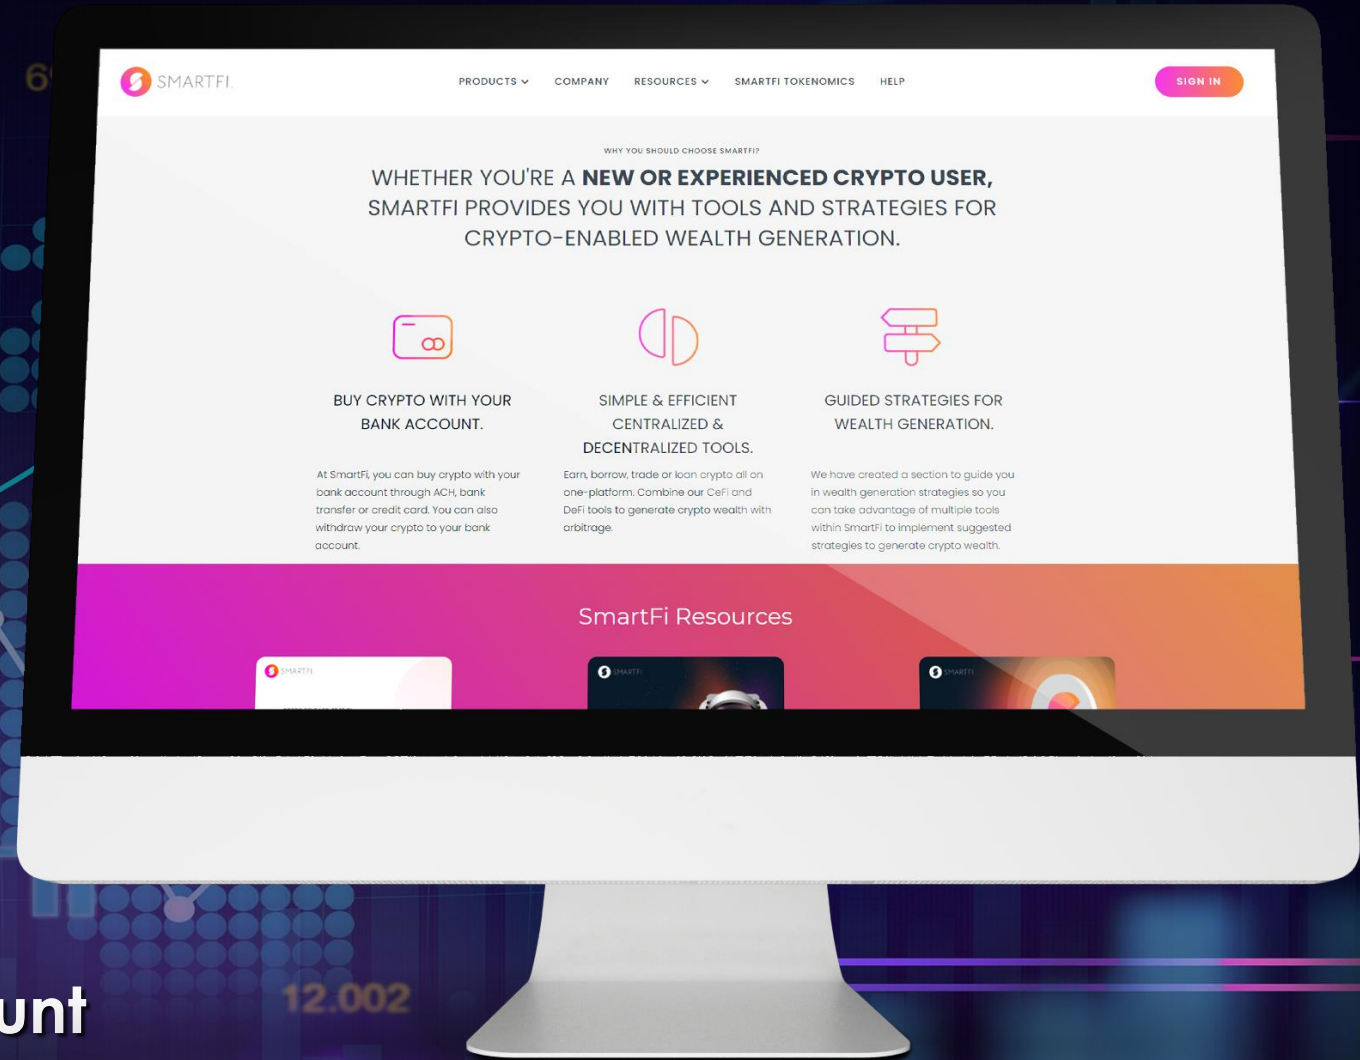 SMARTFI
PRODUCTS
COMPANY
RESOURCES
SMARTFI TOKENOMICS
HELP
SIGN IN
WHY YOU SHOULD CHOOSE SMARTFI?
WHETHER YOU'RE A NEW OR EXPERIENCED CRYPTO USER,
SMARTFI PROVIDES YOU WITH TOOLS AND STRATEGIES FOR
CRYPTO-ENABLED WEALTH GENERATION.
BUY CRYPTO WITH YOUR
BANK ACCOUNT.
At SmartFi, you can buy crypto with your
bank account through ACH, bank
transfer or credit card. You can also
withdraw your crypto to your bank
account.
SIMPLE & EFFICIENT
CENTRALIZED &
DECENTRALIZED TOOLS.
Earn, borrow, trade or loan crypto all on
one-platform. Combine our CeFi and
DeFi tools to generate crypto wealth with
arbitrage.
GUIDED STRATEGIES FOR
WEALTH GENERATION.
We have created a section to guide you
in wealth generation strategies so you
can take advantage of multiple tools
within SmartFi to implement suggested
strategies to generate crypto wealth.
SmartFi Resources
SMARTFI
SMARTFI
SMARTFI
12.002
unt